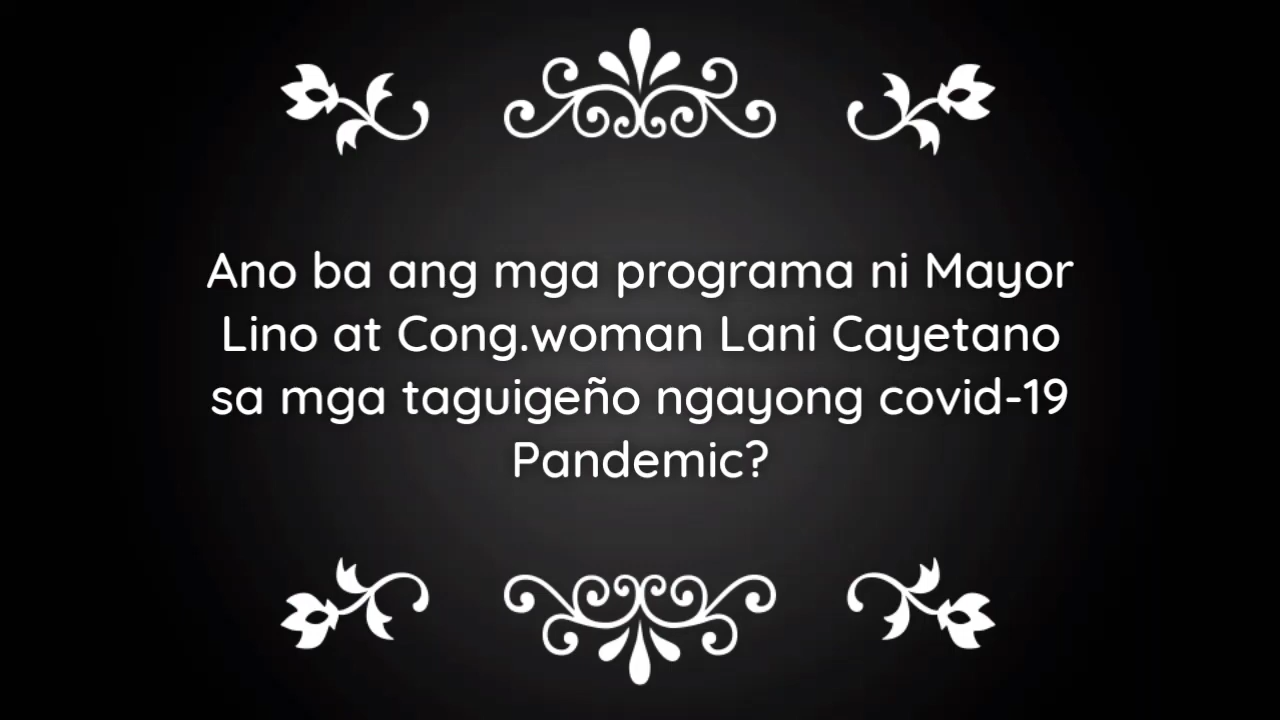 Ano ba ang mga programa ni Mayor
Lino at Cong.woman Lani Cayetano
sa mga taguigeño ngayong covid-19
Pandemic?